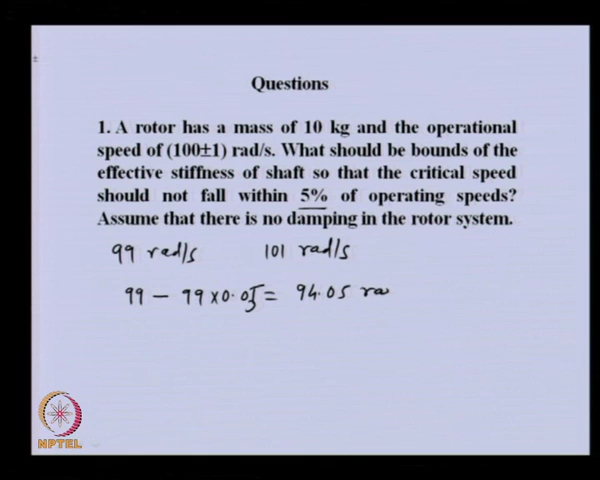 Questions
1. A rotor has a mass of 10 kg and the operational
speed of (100±1) rad/s. What should be bounds of the
effective stiffness of shaft so that the critical speed
should not fall within 5% of operating speeds?
Assume that there is no damping in the rotor system.
99 rad/s 101 rad/s
99 – 99 x0.05 = 94.05 ra
NPTEL